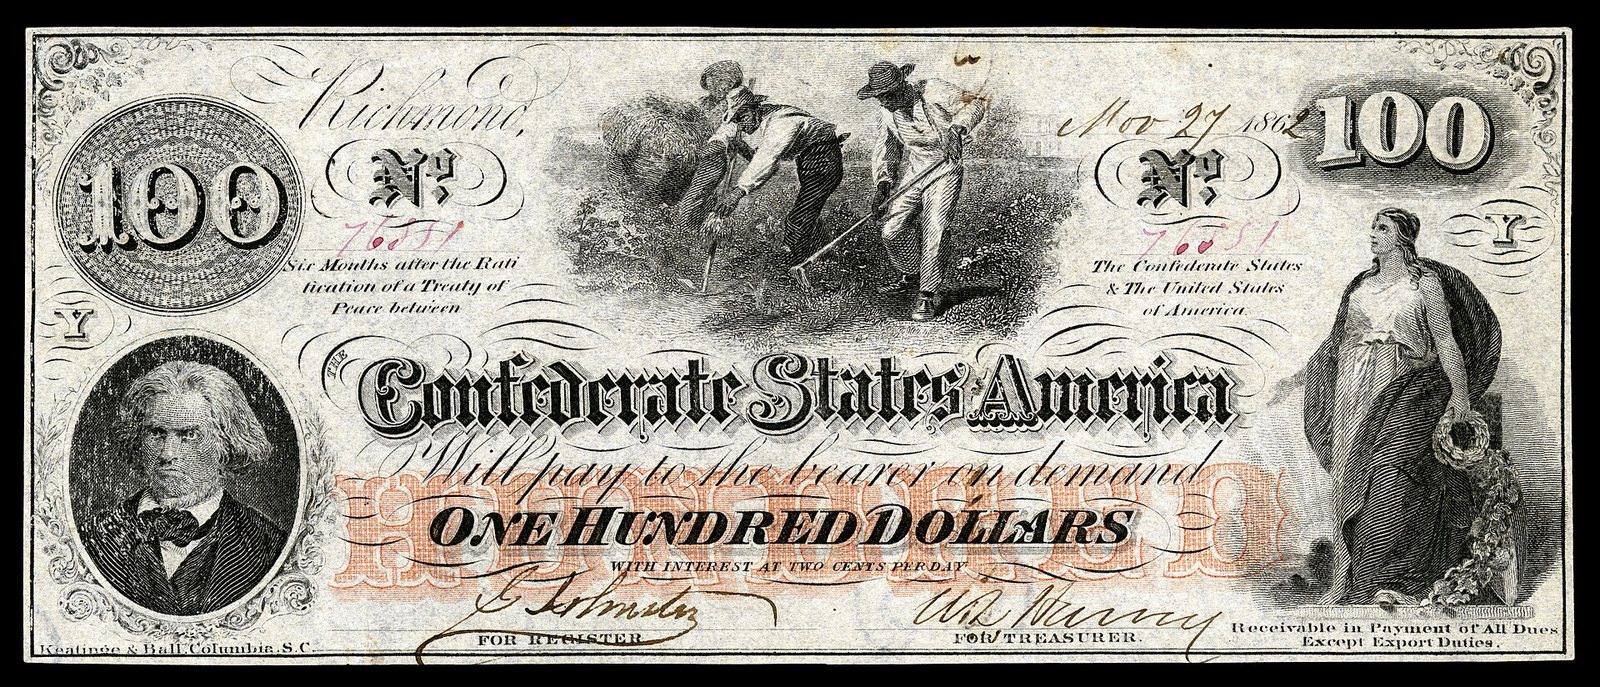 Richmond,
Nov 27 1862
100
100
No.
No.
76851
76851
Six Months after the Rati
fication of a Treaty of
Peace between
The Confederate States
& The United States
of America.
Y
Y
THE
Confederate States America
Will pay to the bearer on demand
HUNDRED
ONE HUNDRED DOLLARS
WITH INTEREST AT TWO CENTS PER DAY
FOR REGISTER
FOR TREASURER.
Receivable in Payment of All Dues
Except Export Duties.
Keatinge & Ball, Columbia, S.C.